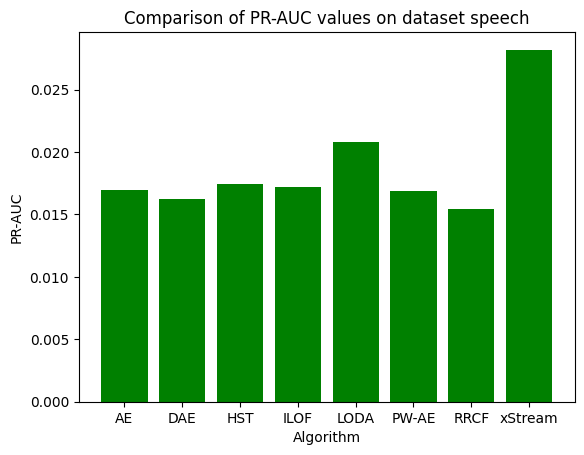 Comparison of PR-AUC values on dataset speech
PR-AUC
0.025
0.020
0.015
0.010
0.005
0.000
AE DAE HST ILOF LODA PW-AE RRCF xStream
Algorithm